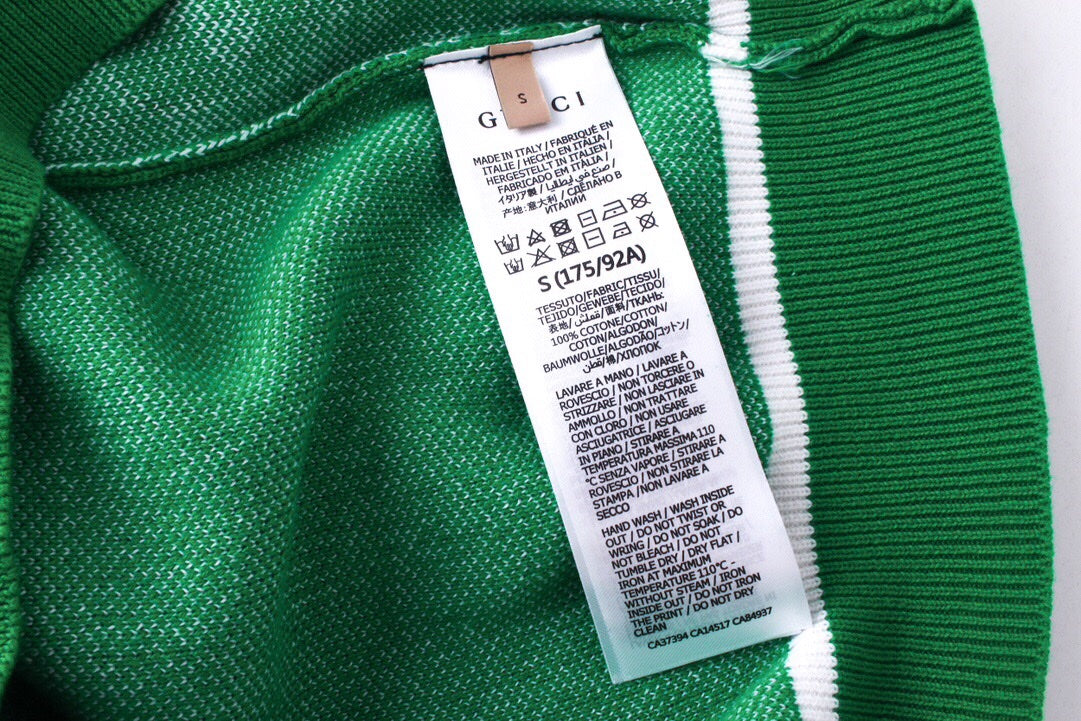 S
G CCI
MADE IN ITALY / FABRIQUÉ EN
ITALIE / HECHO EN ITALIA /
HERGESTELLT IN ITALIEN /
FABRICADO EM ITÁLIA /
イタリア製 / صنع في ايطاليا /
产地:意大利 / СДЕЛАНО В
ИТАЛИИ
S (175/92A)
TESSUTO/FABRIC/TISSU/
TEJIDO/GEWEBE/TECIDO/
表地/قماش/面料/ТКАНЬ:
100% COTONE/COTTON/
COTON/ALGODON/
BAUMWOLLE/ALGODÃO/コットン/
قطن/棉/ХЛОПОК
LAVARE A MANO / LAVARE A
ROVESCIO / NON TORCERE O
STRIZZARE / NON LASCIARE IN
AMMOLLO / NON TRATTARE
CON CLORO / NON USARE
ASCIUGATRICE / ASCIUGARE
IN PIANO / STIRARE A
TEMPERATURA MASSIMA 110
°C SENZA VAPORE / STIRARE A
ROVESCIO / NON STIRARE LA
STAMPA /NON LAVARE A
SECCO
HAND WASH / WASH INSIDE
OUT / DO NOT TWIST OR
WRING / DO NOT SOAK / DO
NOT BLEACH / DO NOT
TUMBLE DRY / DRY FLAT /
IRON AT MAXIMUM
TEMPERATURE 110°C –
WITHOUT STEAM / IRON
INSIDE OUT / DO NOT IRON
THE PRINT / DO NOT DRY
CLEAN
CA37394 CA14517 CA84937